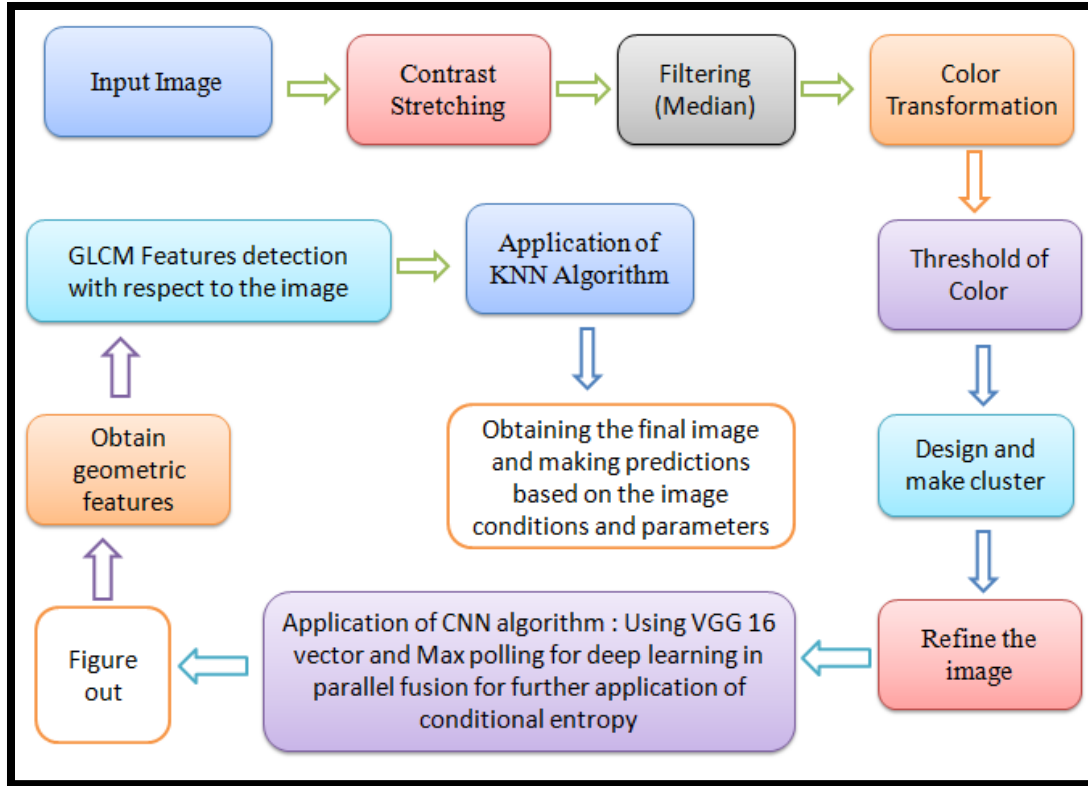 Input Image
Contrast
Stretching
Filtering
(Median)
Color
Transformation
Threshold of
Color
Design and
make cluster
Refine the
image
Application of CNN algorithm : Using VGG 16
vector and Max polling for deep learning in
parallel fusion for further application of
conditional entropy
Figure
out
Obtain
geometric
features
GLCM Features detection
with respect to the image
Application of
KNN Algorithm
Obtaining the final image
and making predictions
based on the image
conditions and parameters